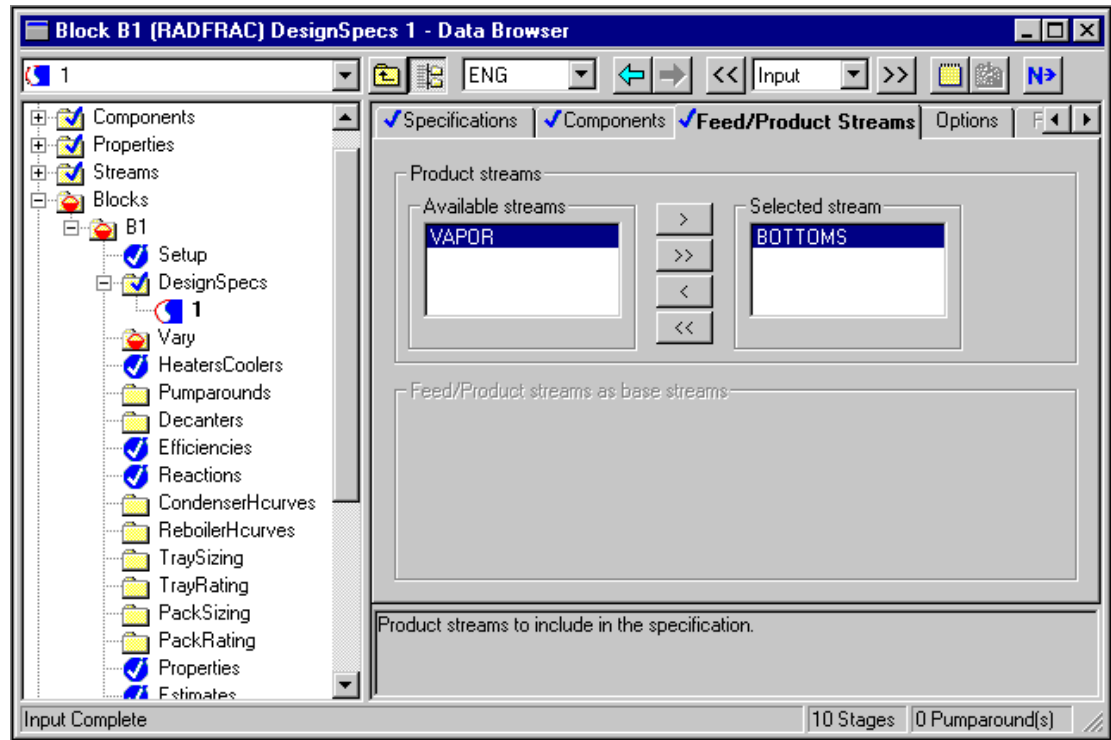 Block B1 (RADFRAC) DesignSpecs 1 - Data Browser
1 ENG << Input >> N
Components
Properties
Streams
Blocks
B1
Setup
DesignSpecs
1
Vary
HeatersCoolers
Pumparounds
Decanters
Efficiencies
Reactions
CondenserHcurves
ReboilerHcurves
TraySizing
TrayRating
PackSizing
PackRating
Properties
Estimates
Specifications Components Feed/Product Streams Options F
Product streams
Available streams
VAPOR
>
>>
<
<<
Selected stream
BOTTOMS
Feed/Product streams as base streams
Product streams to include in the specification.
Input Complete 10 Stages 0 Pumparound(s)